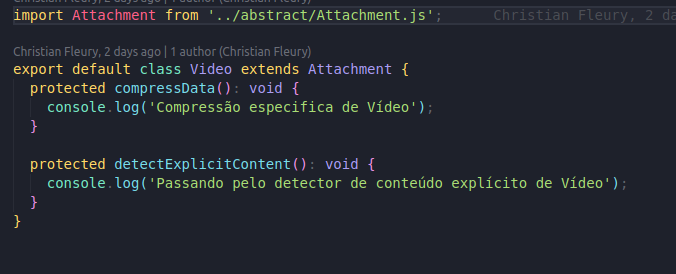 Christian Fleury, 2 days ago | 1 author (Christian Fleury)
import Attachment from '../abstract/Attachment.js'; Christian Fleury, 2 da
Christian Fleury, 2 days ago | 1 author (Christian Fleury)
export default class Video extends Attachment {
protected compressData(): void {
console.log('Compressão especifica de Vídeo');
}
protected detectExplicitContent(): void {
console.log('Passando pelo detector de conteúdo explícito de Vídeo');
}
}